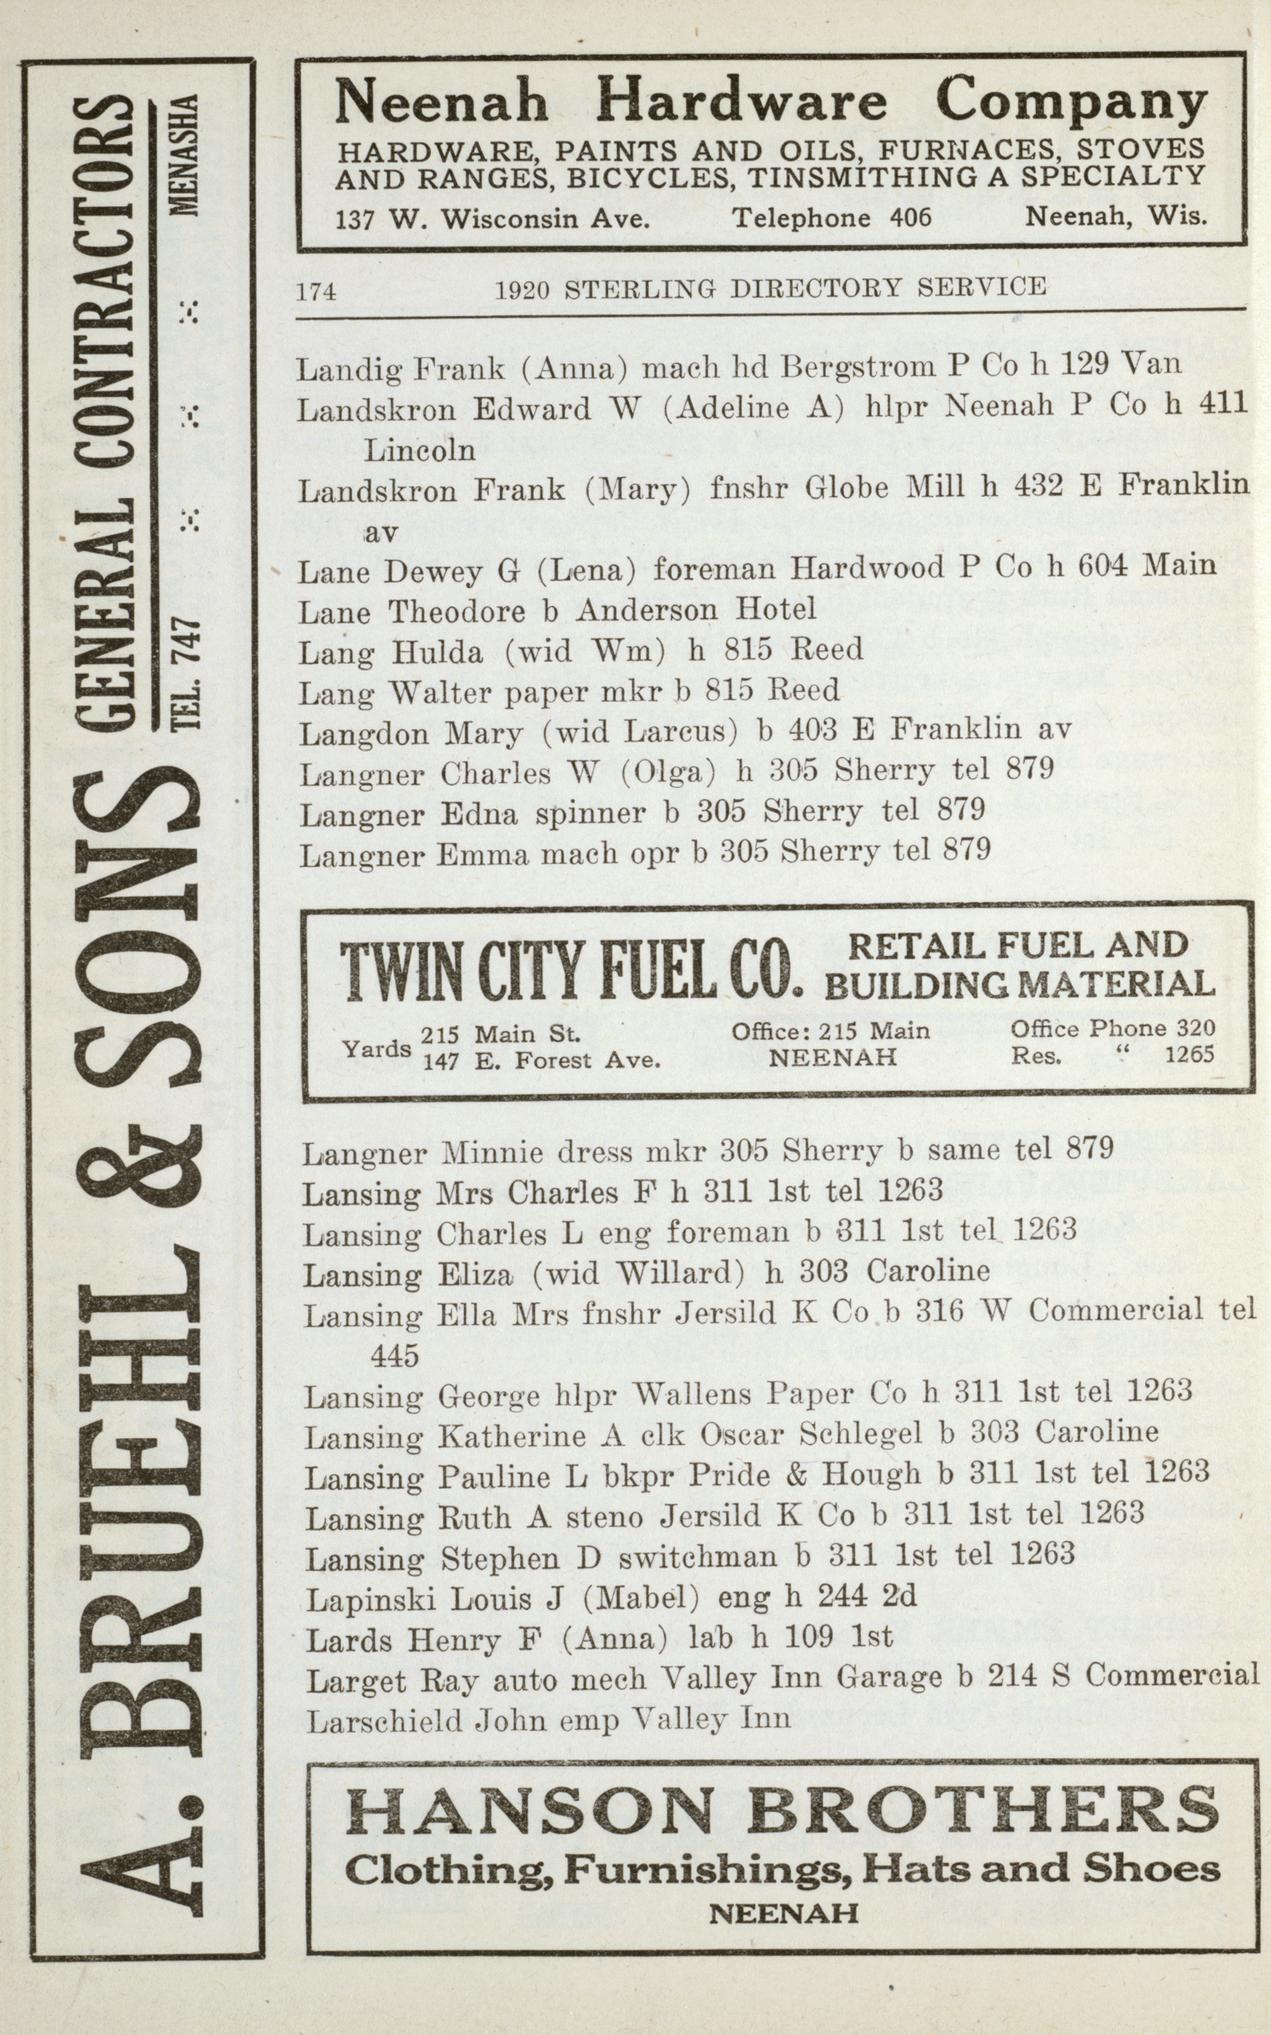 A. BRUEHL & SONS GENERAL CONTRACTORS
TEL. 747 MENASHA
Neenah Hardware Company
HARDWARE, PAINTS AND OILS, FURNACES, STOVES
AND RANGES, BICYCLES, TINSMITHING A SPECIALTY
137 W. Wisconsin Ave. Telephone 406 Neenah, Wis.
174 1920 STERLING DIRECTORY SERVICE
Landig Frank (Anna) mach hd Bergstrom P Co h 129 Van
Landskron Edward W (Adeline A) hlpr Neenah P Co h 411
Lincoln
Landskron Frank (Mary) fnshr Globe Mill h 432 E Franklin
av
Lane Dewey G (Lena) foreman Hardwood P Co h 604 Main
Lane Theodore b Anderson Hotel
Lang Hulda (wid Wm) h 815 Reed
Lang Walter paper mkr b 815 Reed
Langdon Mary (wid Larcus) b 403 E Franklin av
Langner Charles W (Olga) h 305 Sherry tel 879
Langner Edna spinner b 305 Sherry tel 879
Langner Emma mach opr b 305 Sherry tel 879
TWIN CITY FUEL CO. RETAIL FUEL AND
BUILDING MATERIAL
Yards 215 Main St. Office: 215 Main Office Phone 320
147 E. Forest Ave. NEENAH Res. “ 1265
Langner Minnie dress mkr 305 Sherry b same tel 879
Lansing Mrs Charles F h 311 1st tel 1263
Lansing Charles L eng foreman b 311 1st tel 1263
Lansing Eliza (wid Willard) h 303 Caroline
Lansing Ella Mrs fnshr Jersild K Co b 316 W Commercial tel
445
Lansing George hlpr Wallens Paper Co h 311 1st tel 1263
Lansing Katherine A clk Oscar Schlegel b 303 Caroline
Lansing Pauline L bkpr Pride & Hough b 311 1st tel 1263
Lansing Ruth A steno Jersild K Co b 311 1st tel 1263
Lansing Stephen D switchman b 311 1st tel 1263
Lapinski Louis J (Mabel) eng h 244 2d
Lards Henry F (Anna) lab h 109 1st
Larget Ray auto mech Valley Inn Garage b 214 S Commercial
Larschield John emp Valley Inn
HANSON BROTHERS
Clothing, Furnishings, Hats and Shoes
NEENAH